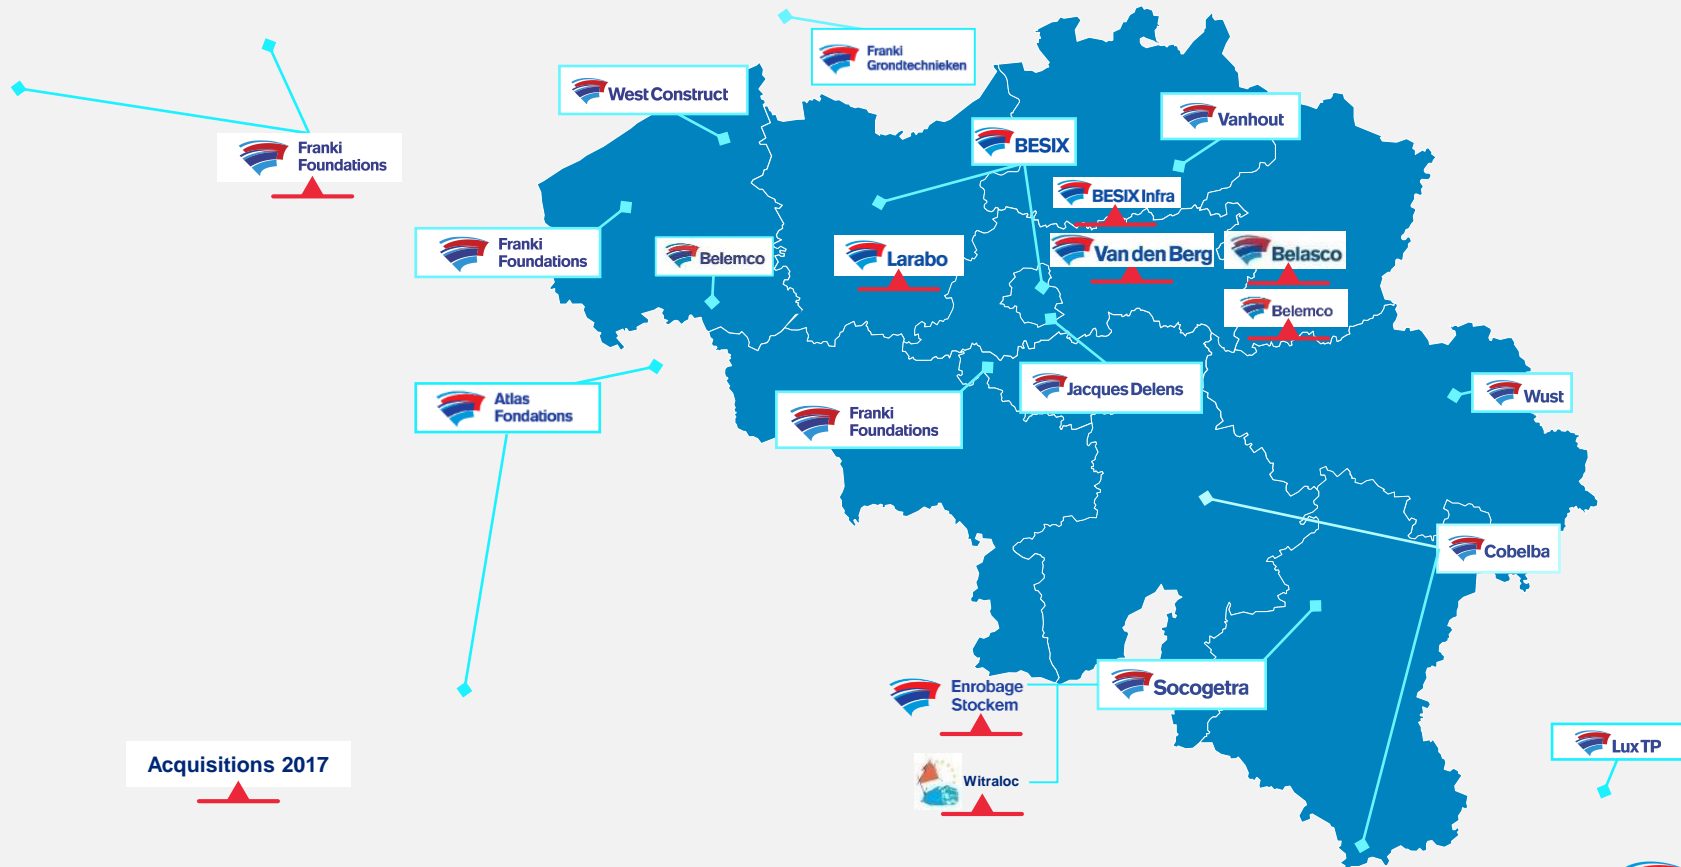 Franki
Grondtechnieken
West Construct
Vanhout
BESIX
Franki
Foundations
BESIX Infra
Franki
Foundations
Belemco
Larabo
Van den Berg
Belasco
Belemco
Jacques Delens
Wust
Atlas
Fondations
Franki
Foundations
Cobelba
Enrobage
Stockem
Socogetra
Witraloc
Lux TP
Acquisitions 2017